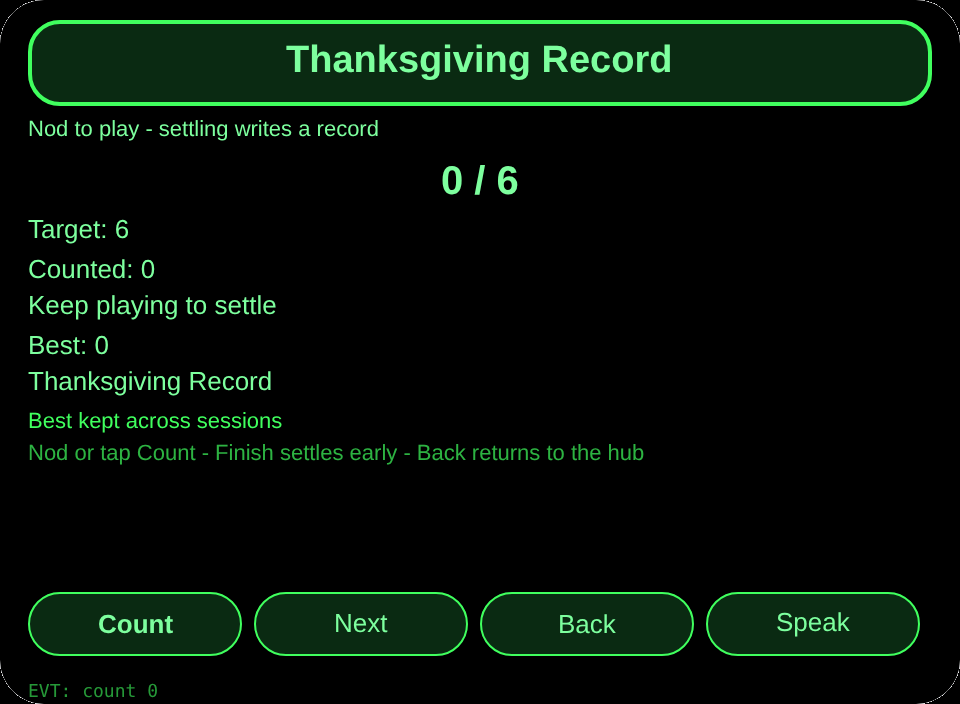 Thanksgiving Record
Nod to play - settling writes a record
0 / 6
Target: 6
Counted: 0
Keep playing to settle
Best: 0
Thanksgiving Record
Best kept across sessions
Nod or tap Count - Finish settles early - Back returns to the hub
Count Next Back Speak
EVT: count 0